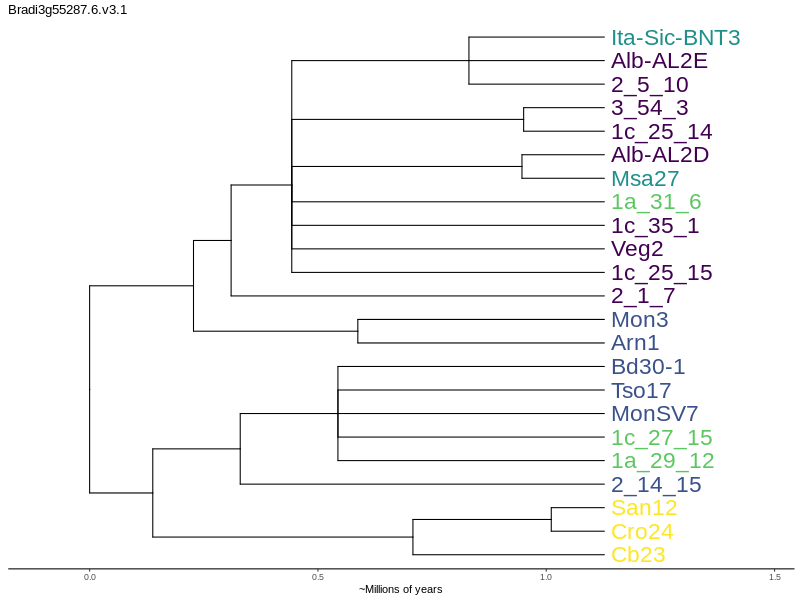 Bradi3g55287.6.v3.1
Ita-Sic-BNT3
Alb-AL2E
2_5_10
3_54_3
1c_25_14
Alb-AL2D
Msa27
1a_31_6
1c_35_1
Veg2
1c_25_15
2_1_7
Mon3
Arn1
Bd30-1
Tso17
MonSV7
1c_27_15
1a_29_12
2_14_15
San12
Cro24
Cb23
0.0 0.5 1.0 1.5
~Millions of years